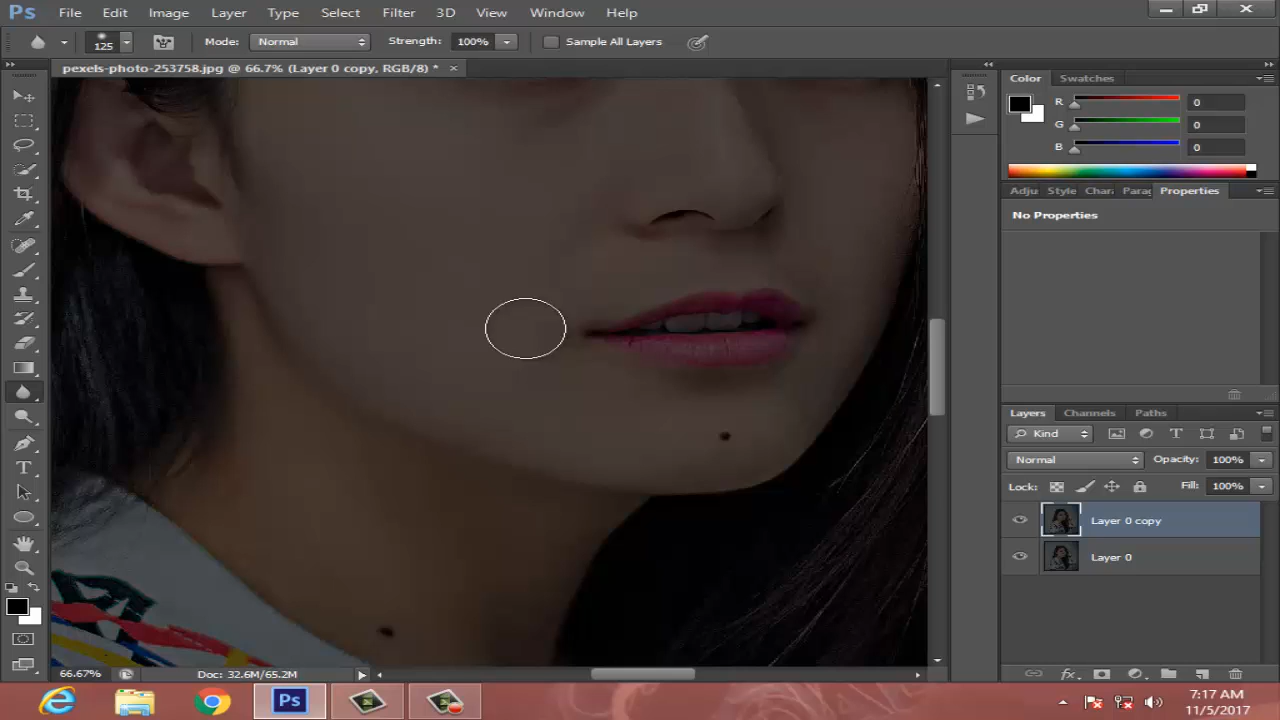 Ps File Edit Image Layer Type Select Filter 3D View Window Help
125 Mode: Normal Strength: 100% Sample All Layers
pexels-photo-253758.jpg @ 66.7% (Layer 0 copy, RGB/8) *
Color Swatches
R 0
G 0
B 0
Adju Style Chara Parag Properties
No Properties
Layers Channels Paths
Kind
Normal Opacity: 100%
Lock: Fill: 100%
Layer 0 copy
Layer 0
66.67% Doc: 32.6M/65.2M
Ps
7:17 AM
11/5/2017